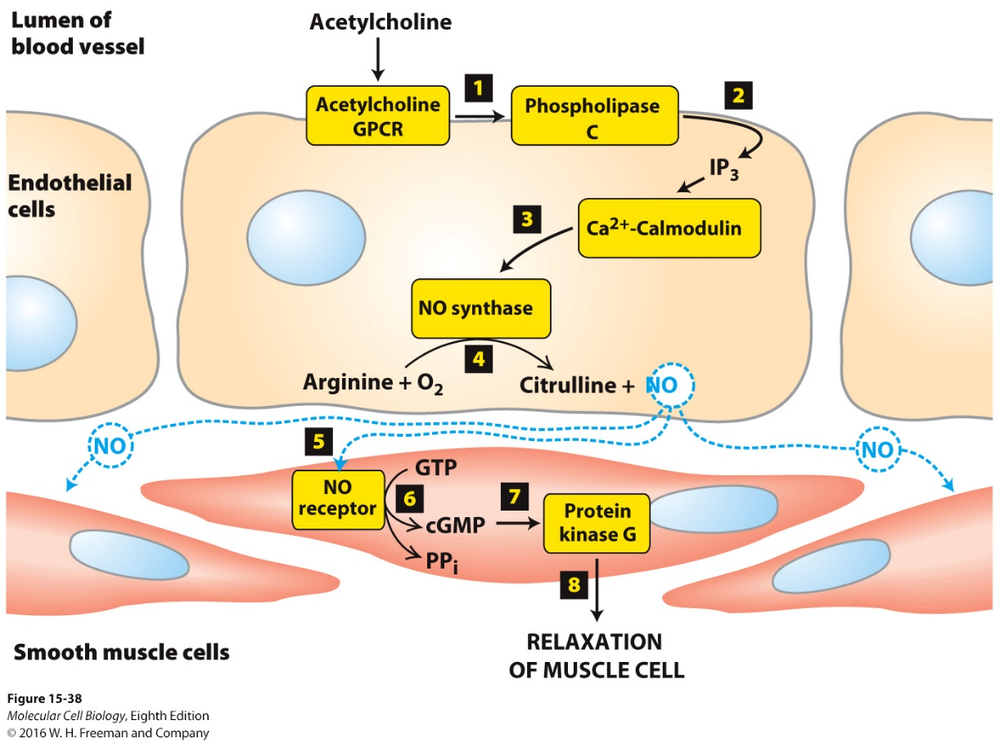 Lumen of
blood vessel
Acetylcholine
Acetylcholine
GPCR
1
Phospholipase
C
2
IP₃
Endothelial
cells
3
Ca²⁺-Calmodulin
NO synthase
4
Arginine + O₂
Citrulline + NO
NO
5
NO
NO
receptor
GTP
6
cGMP
PPᵢ
7
Protein
kinase G
8
RELAXATION
OF MUSCLE CELL
Smooth muscle cells
Figure 15-38
Molecular Cell Biology, Eighth Edition
© 2016 W. H. Freeman and Company